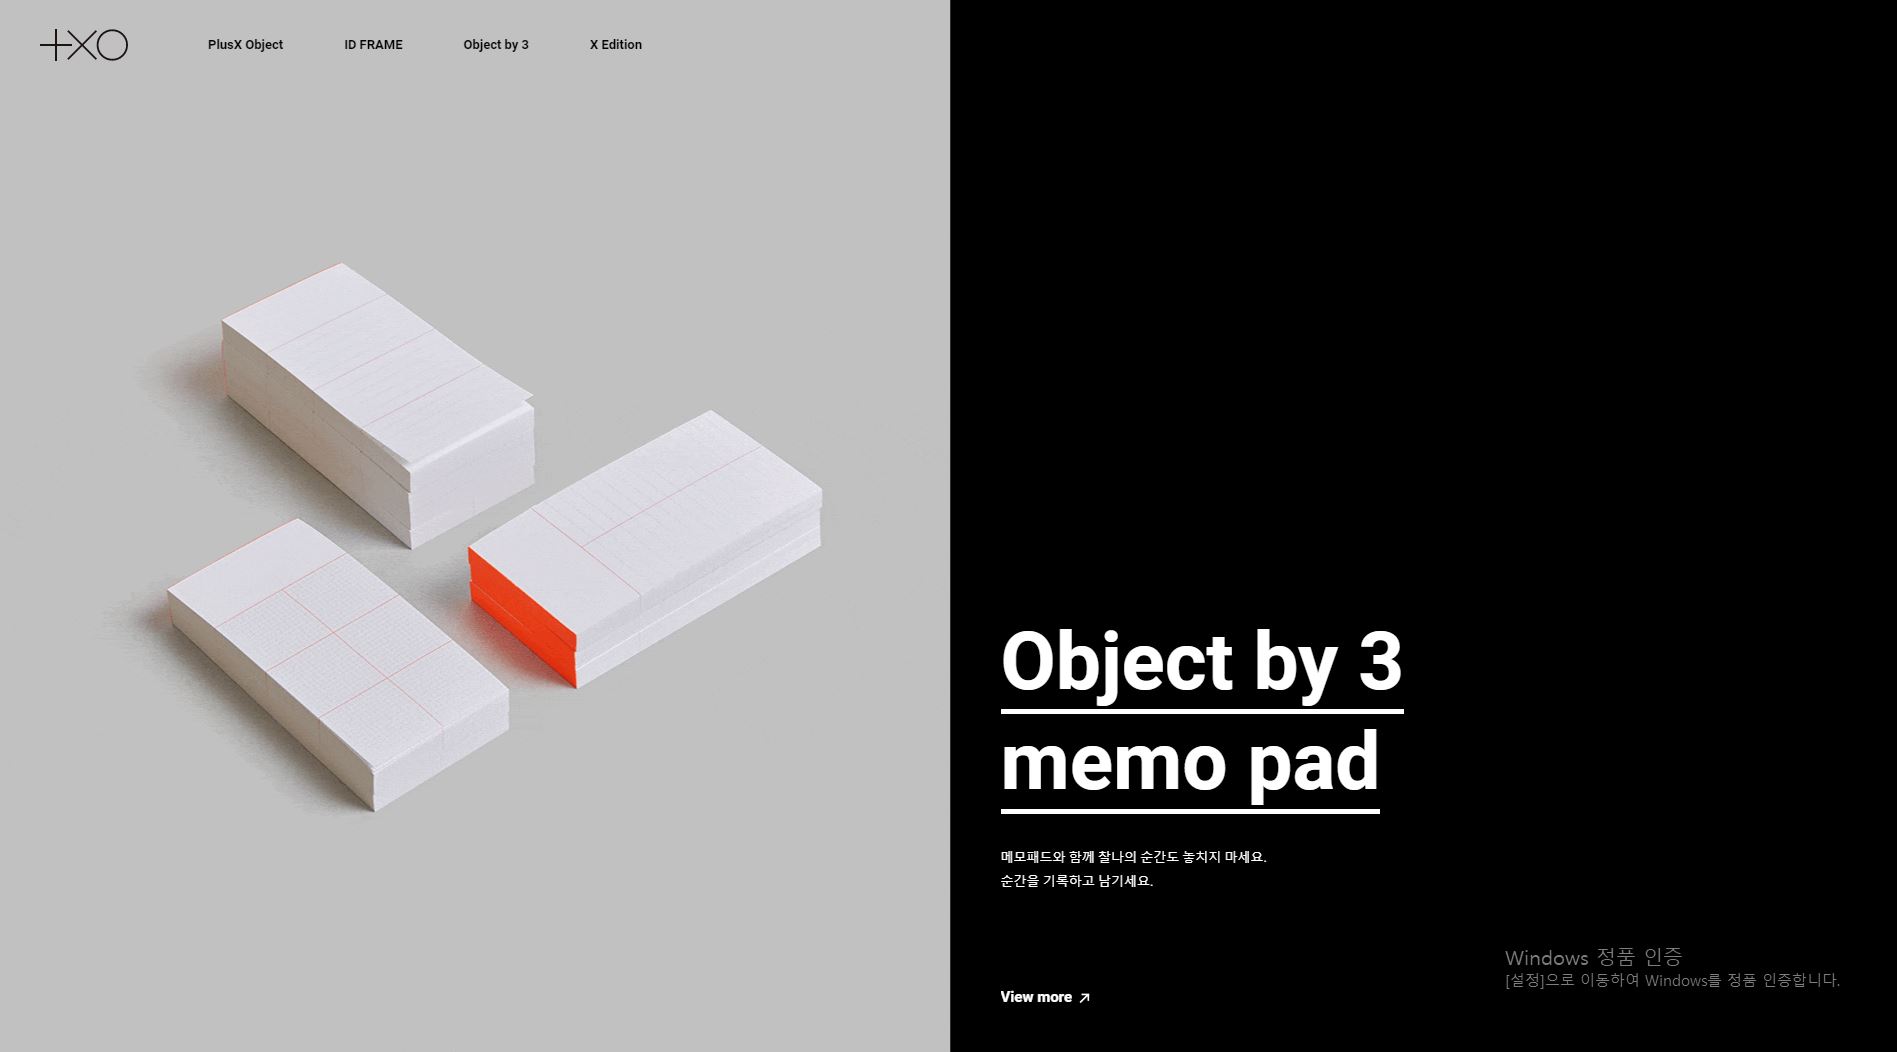 +XO
PlusX Object
ID FRAME
Object by 3
X Edition
Object by 3
memo pad
메모패드와 함께 찰나의 순간도 놓치지 마세요.
순간을 기록하고 남기세요.
Windows 정품 인증
[설정]으로 이동하여 Windows를 정품 인증합니다.
View more ↗